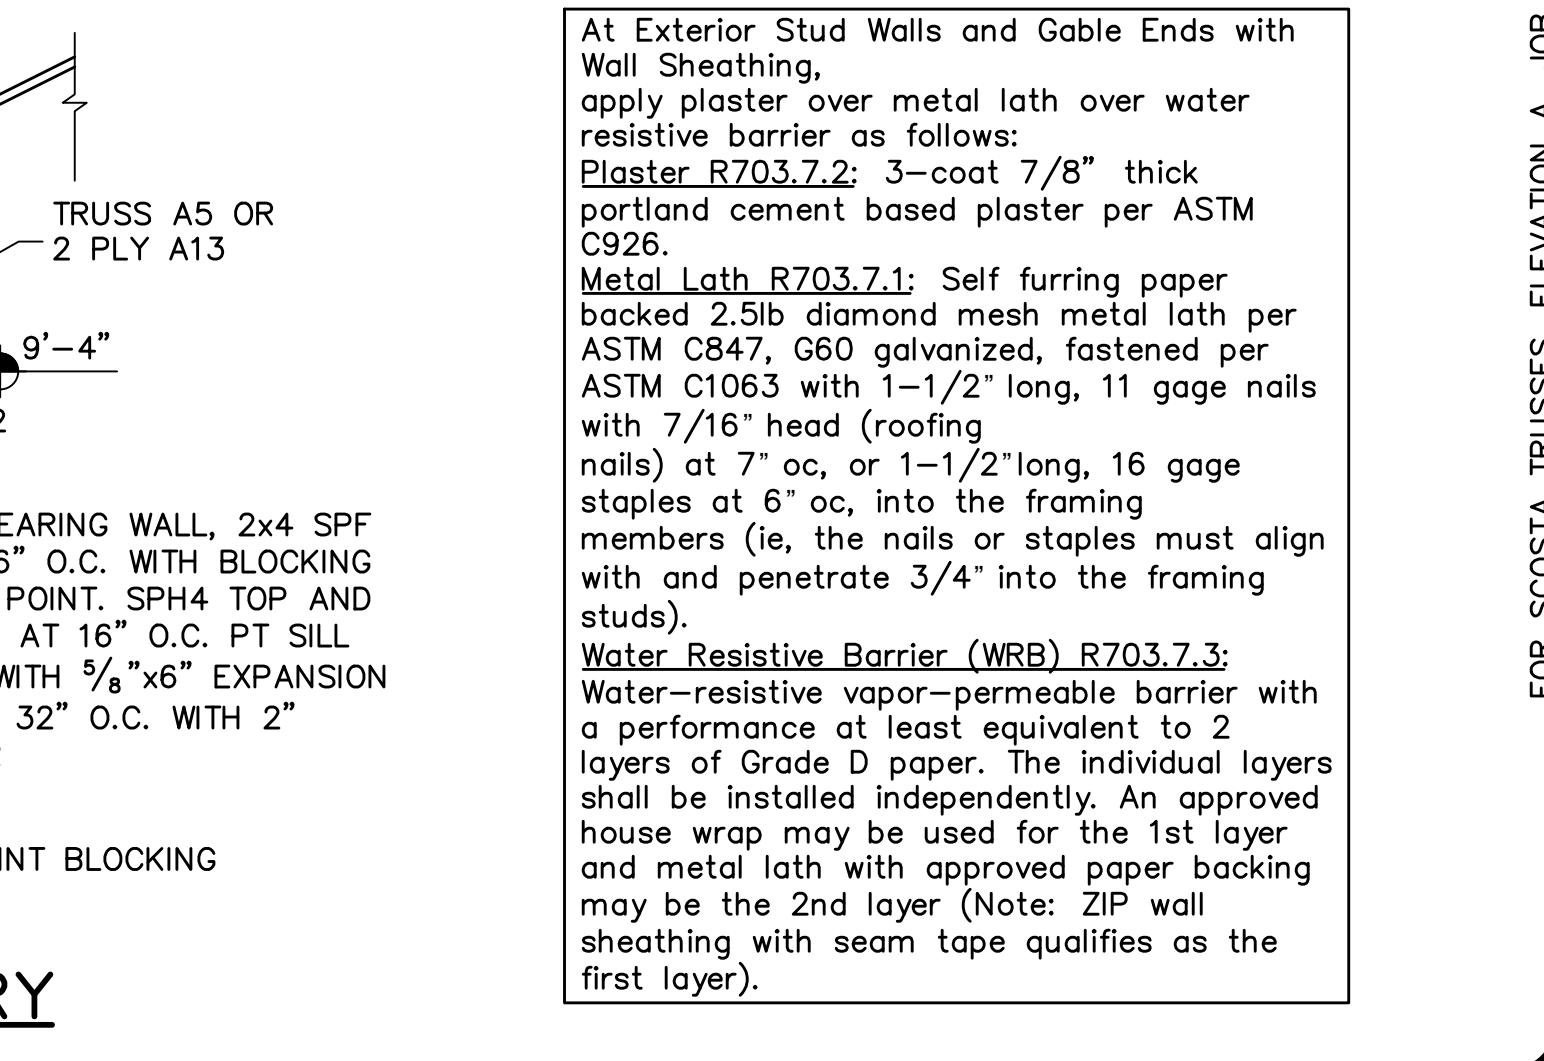 TRUSS A5 OR
2 PLY A13
9'-4"
2
EARING WALL, 2x4 SPF
6" O.C. WITH BLOCKING
POINT. SPH4 TOP AND
AT 16" O.C. PT SILL
WITH 5/8"x6" EXPANSION
32" O.C. WITH 2"
INT BLOCKING
RY
At Exterior Stud Walls and Gable Ends with
Wall Sheathing,
apply plaster over metal lath over water
resistive barrier as follows:
Plaster R703.7.2: 3-coat 7/8" thick
portland cement based plaster per ASTM
C926.
Metal Lath R703.7.1: Self furring paper
backed 2.5lb diamond mesh metal lath per
ASTM C847, G60 galvanized, fastened per
ASTM C1063 with 1-1/2" long, 11 gage nails
with 7/16" head (roofing
nails) at 7" oc, or 1-1/2"long, 16 gage
staples at 6" oc, into the framing
members (ie, the nails or staples must align
with and penetrate 3/4" into the framing
studs).
Water Resistive Barrier (WRB) R703.7.3:
Water-resistive vapor-permeable barrier with
a performance at least equivalent to 2
layers of Grade D paper. The individual layers
shall be installed independently. An approved
house wrap may be used for the 1st layer
and metal lath with approved paper backing
may be the 2nd layer (Note: ZIP wall
sheathing with seam tape qualifies as the
first layer).
FOR SCOSTA TRUSSES ELEVATION A JOB